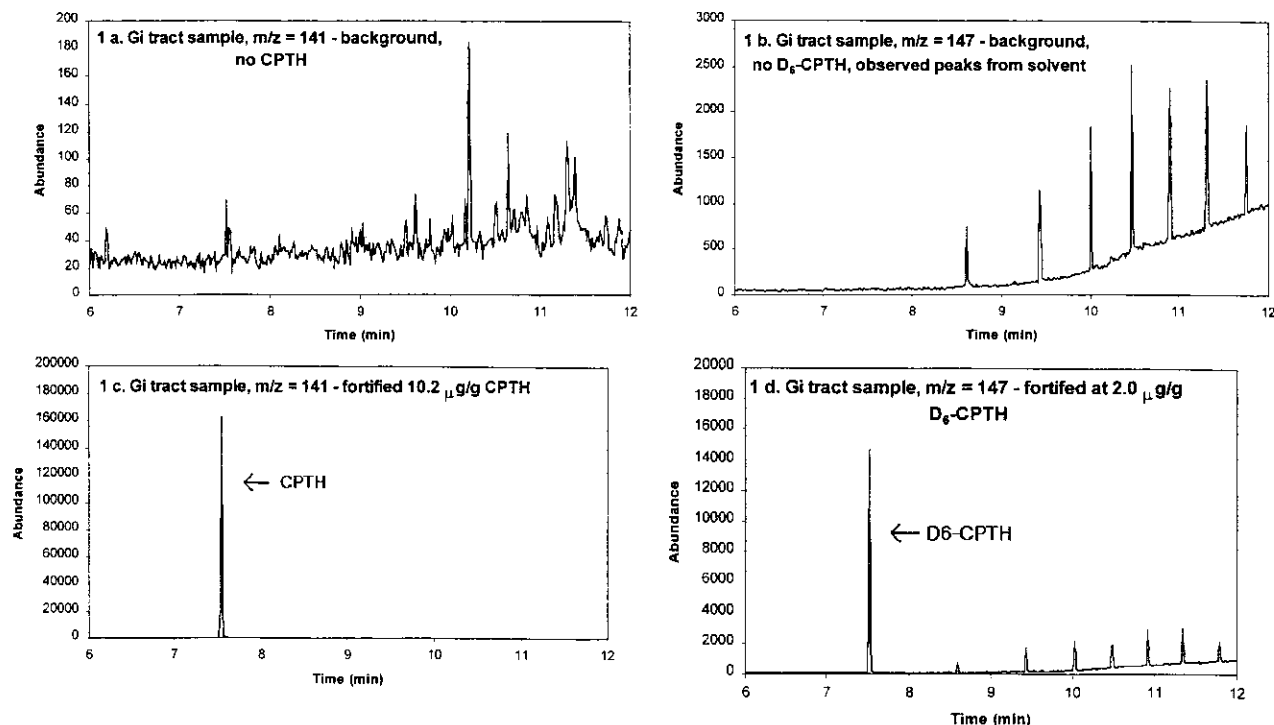 1 a. Gi tract sample, m/z = 141 - background,
no CPTH
Abundance
200
180
160
140
120
100
80
60
40
20
0
6 7 8 9 10 11 12
Time (min)
1 b. Gi tract sample, m/z = 147 - background,
no D₆-CPTH, observed peaks from solvent
Abundance
3000
2500
2000
1500
1000
500
0
6 7 8 9 10 11 12
Time (min)
1 c. Gi tract sample, m/z = 141 - fortified 10.2 μg/g CPTH
← CPTH
Abundance
200000
180000
160000
140000
120000
100000
80000
60000
40000
20000
0
6 7 8 9 10 11 12
Time (min)
1 d. Gi tract sample, m/z = 147 - fortifed at 2.0 μg/g
D₆-CPTH
← D6-CPTH
Abundance
20000
18000
16000
14000
12000
10000
8000
6000
4000
2000
0
6 7 8 9 10 11 12
Time (min)